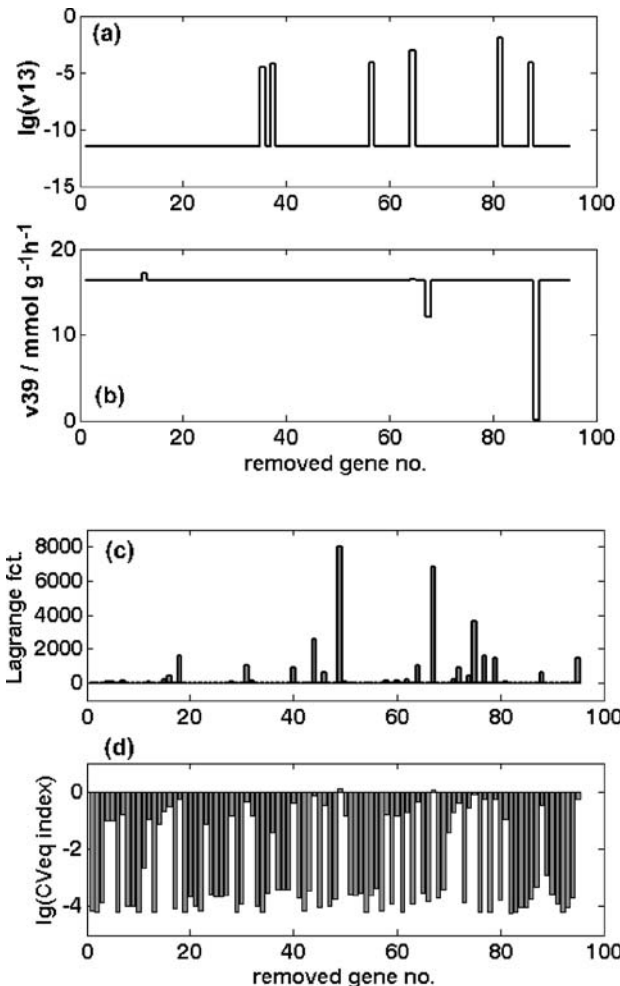 (a)
lg(v13)
0
-5
-10
-15
0 20 40 60 80 100
(b)
v39 / mmol g⁻¹h⁻¹
20
10
0
0 20 40 60 80 100
removed gene no.
(c)
Lagrange fct.
8000
6000
4000
2000
0
0 20 40 60 80 100
(d)
lg(CVeq index)
0
-2
-4
0 20 40 60 80 100
removed gene no.